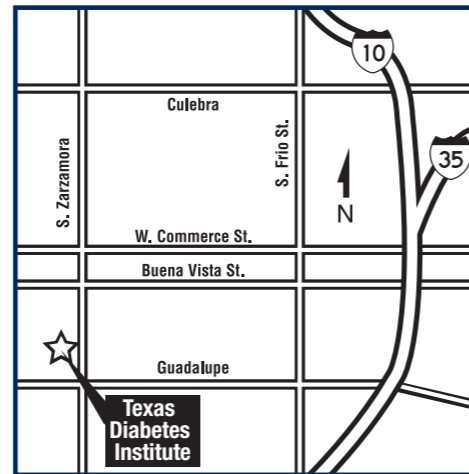 10
Culebra
S. Zarzamora
S. Frio St.
35
N
W. Commerce St.
Buena Vista St.
Guadalupe
Texas
Diabetes
Institute